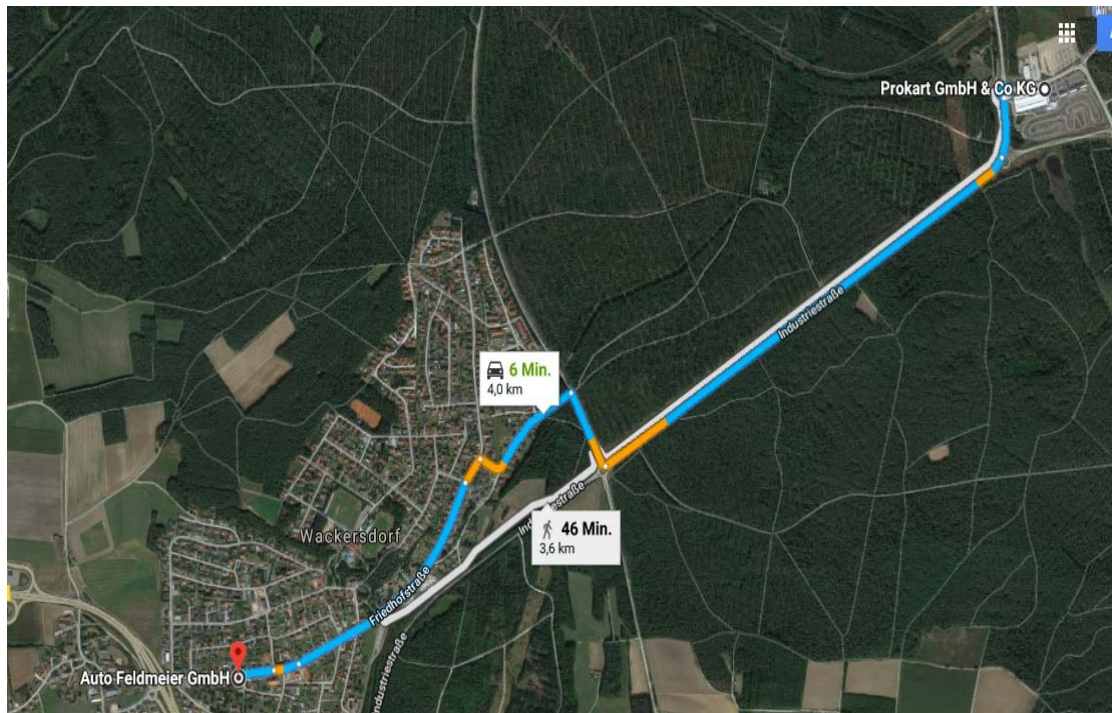 Prokart GmbH & Co KG
Industriestraße
6 Min.
4,0 km
Industriestraße
46 Min.
3,6 km
Wackersdorf
Friedhofstraße
Industriestraße
Auto Feldmeier GmbH